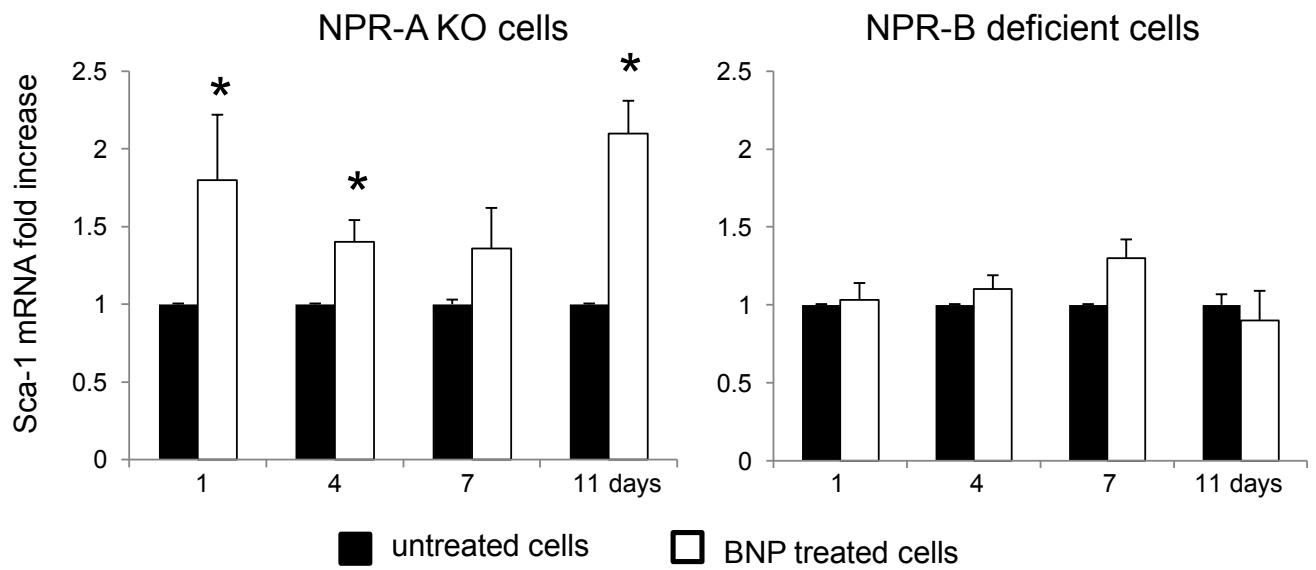 NPR-A KO cells
NPR-B deficient cells
Sca-1 mRNA fold increase
2.5
2
1.5
1
0.5
0
*
*
*
1 4 7 11 days
2.5
2
1.5
1
0.5
0
1 4 7 11 days
untreated cells
BNP treated cells